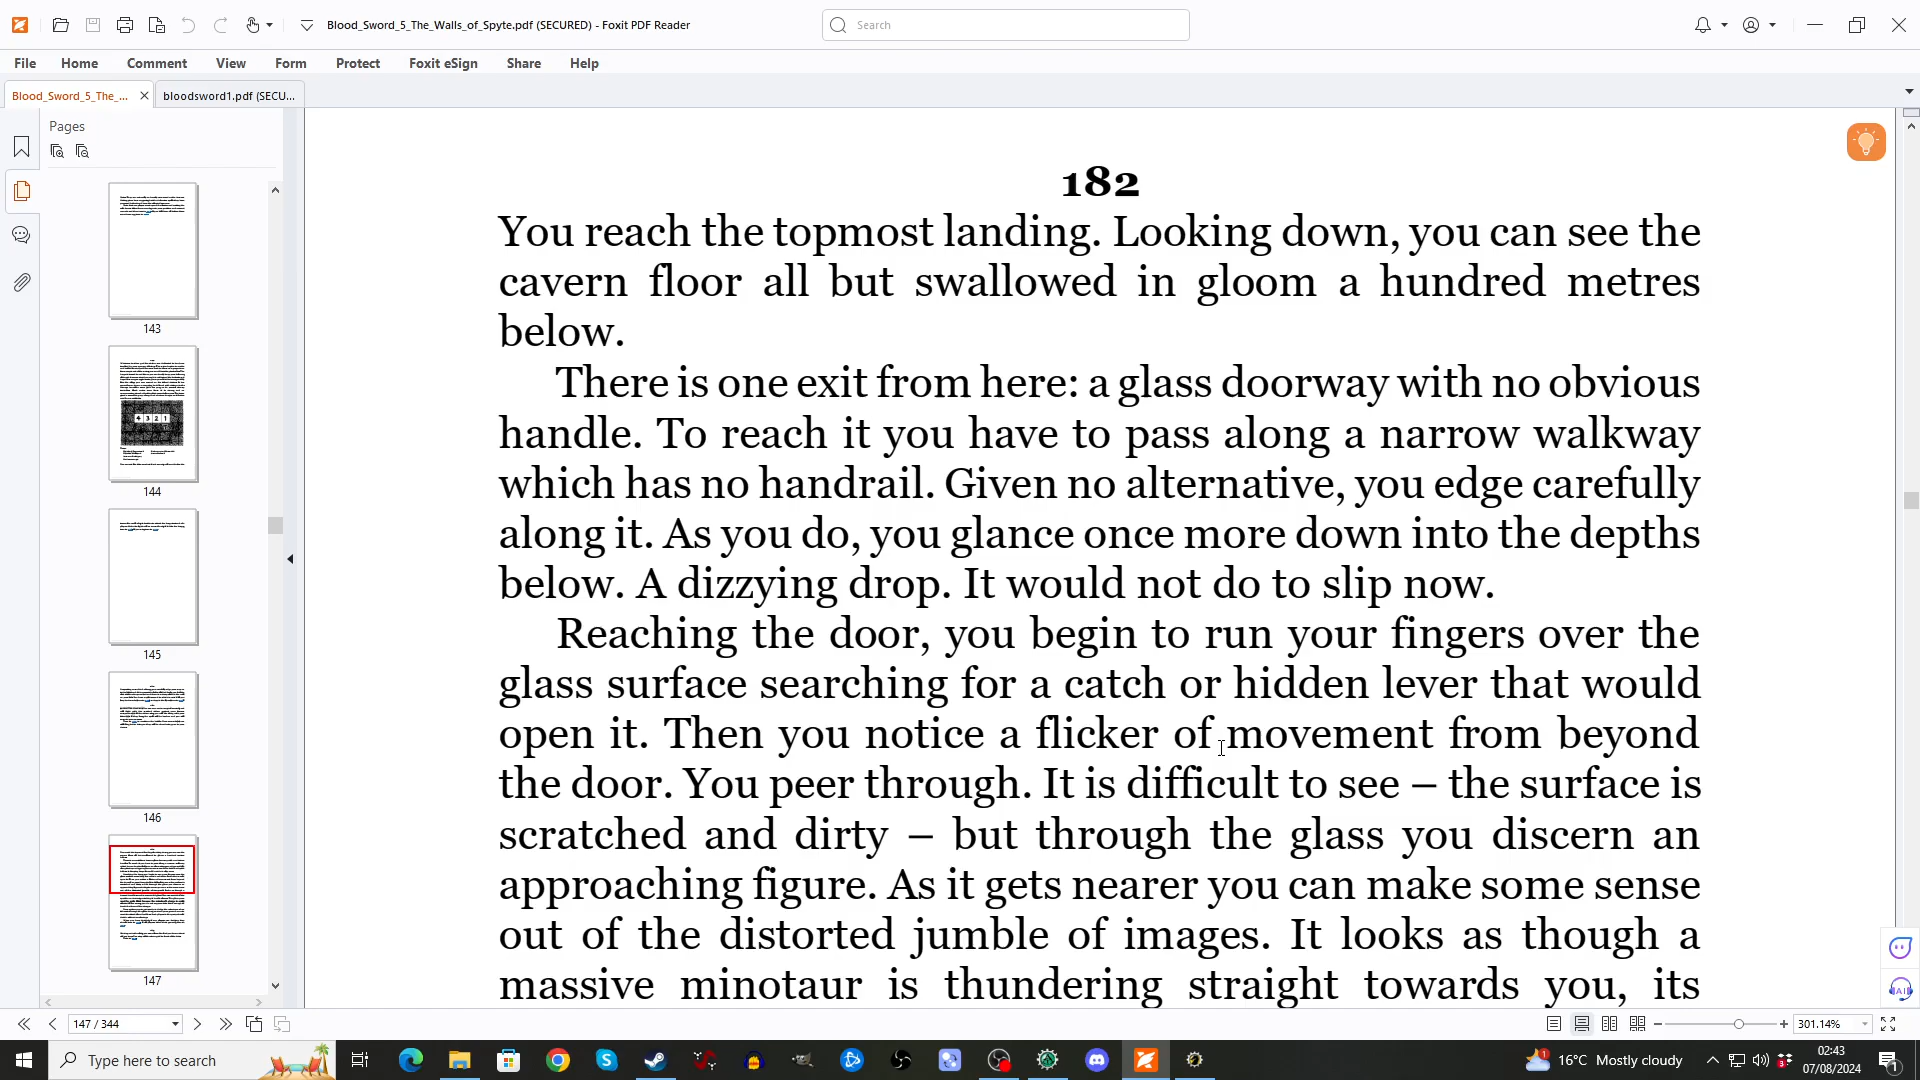 Blood_Sword_5_The_Walls_of_Spyte.pdf (SECURED) - Foxit PDF Reader
Search
File Home Comment View Form Protect Foxit eSign Share Help
Blood_Sword_5_The_... bloodsword1.pdf (SECU...
Pages
143
4 3 2 1
144
145
146
147
182
You reach the topmost landing. Looking down, you can see the
cavern floor all but swallowed in gloom a hundred metres
below.
There is one exit from here: a glass doorway with no obvious
handle. To reach it you have to pass along a narrow walkway
which has no handrail. Given no alternative, you edge carefully
along it. As you do, you glance once more down into the depths
below. A dizzying drop. It would not do to slip now.
Reaching the door, you begin to run your fingers over the
glass surface searching for a catch or hidden lever that would
open it. Then you notice a flicker of movement from beyond
the door. You peer through. It is difficult to see – the surface is
scratched and dirty – but through the glass you discern an
approaching figure. As it gets nearer you can make some sense
out of the distorted jumble of images. It looks as though a
massive minotaur is thundering straight towards you, its
AI
147 / 344
301.14%
Type here to search
16°C Mostly cloudy
02:43
07/08/2024